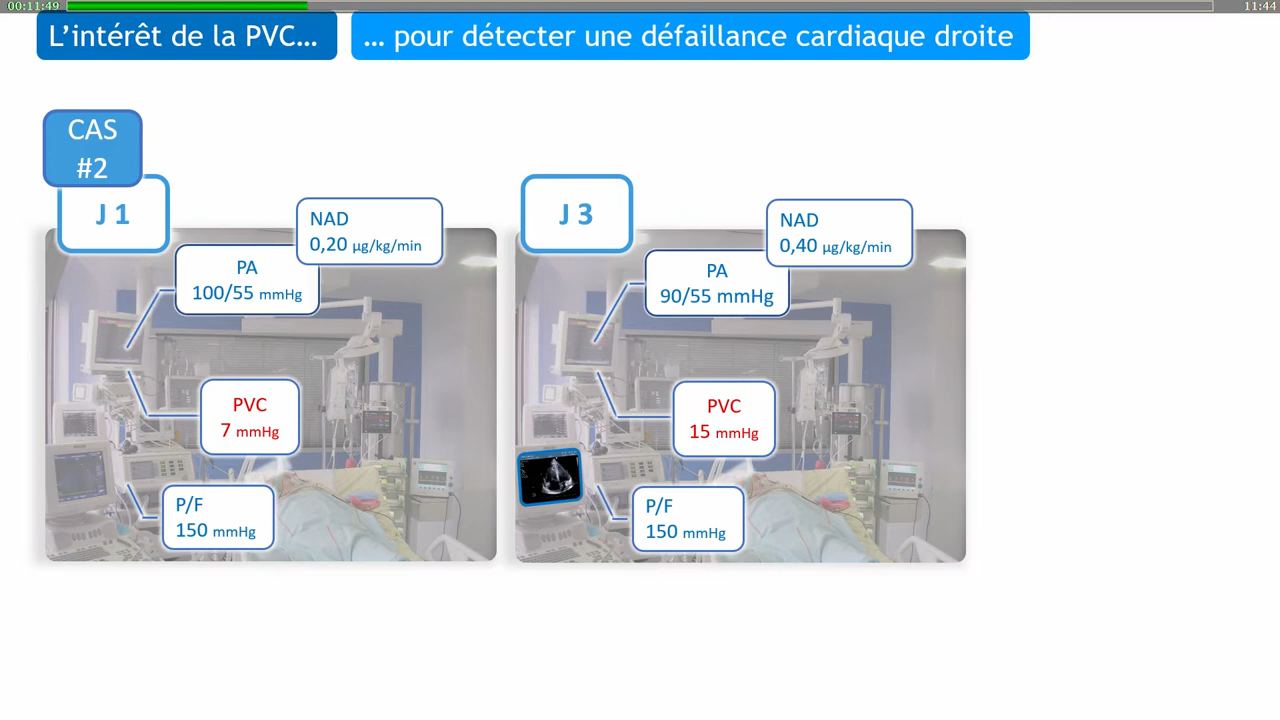 00:11:49
11:44
L’intérêt de la PVC…
… pour détecter une défaillance cardiaque droite
CAS
#2
J 1
NAD
0,20 µg/kg/min
PA
100/55 mmHg
PVC
7 mmHg
P/F
150 mmHg
J 3
NAD
0,40 µg/kg/min
PA
90/55 mmHg
PVC
15 mmHg
P/F
150 mmHg